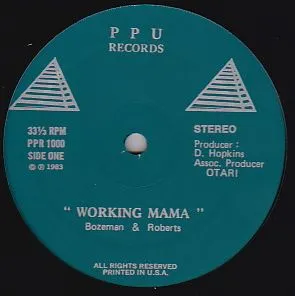 P P U
RECORDS
33⅓ RPM
PPR 1000
SIDE ONE
© ℗ 1983
STEREO
Producer :
D. Hopkins
Assoc. Producer
OTARI
" WORKING MAMA "
Bozeman & Roberts
ALL RIGHTS RESERVED
PRINTED IN U.S.A.